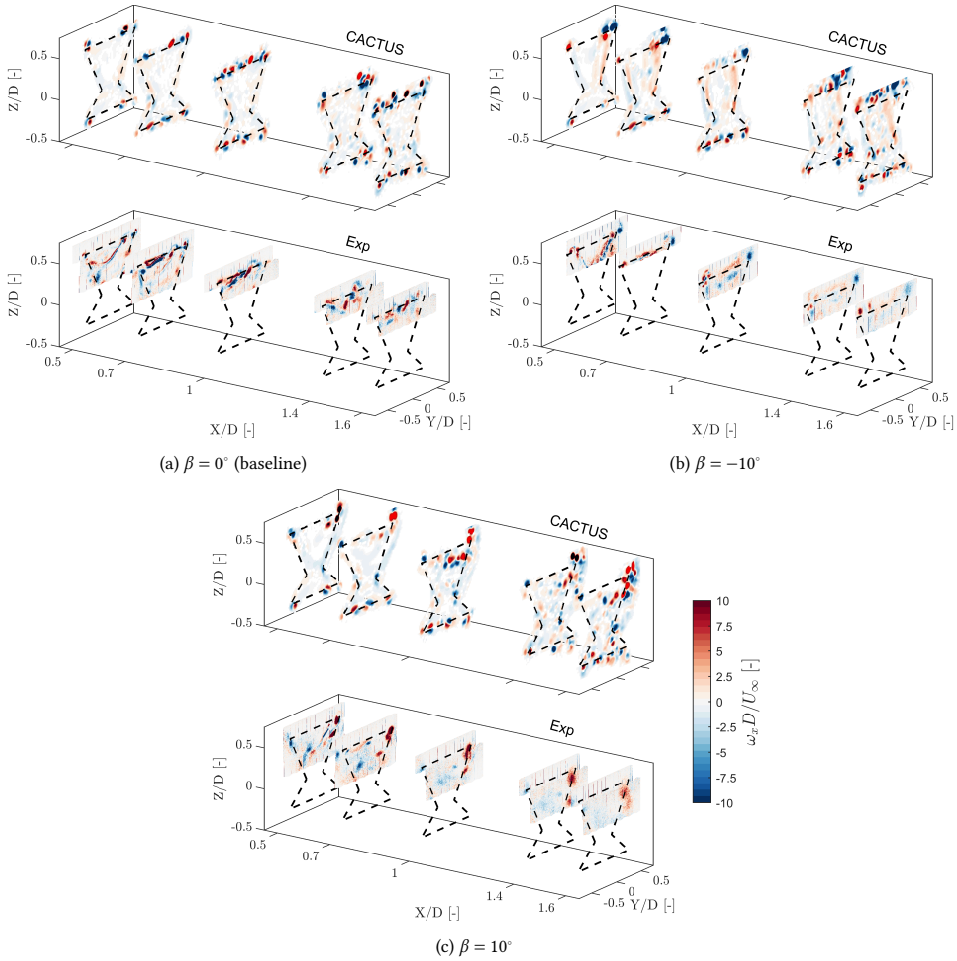 CACTUS
Z/D [-]
0.5
0
-0.5
Exp
Z/D [-]
0.5
0
-0.5
0.5
0.7
1
1.4
1.6
X/D [-]
-0.5
0
0.5
Y/D [-]
(a) β = 0° (baseline)
CACTUS
Z/D [-]
0.5
0
-0.5
Exp
Z/D [-]
0.5
0
-0.5
0.5
1
1.4
1.6
X/D [-]
-0.5
0
0.5
Y/D [-]
(b) β = −10°
CACTUS
Z/D [-]
0.5
0
-0.5
Exp
Z/D [-]
0.5
0
-0.5
0.5
0.7
1
1.4
1.6
X/D [-]
-0.5
0
0.5
Y/D [-]
10
7.5
5
2.5
0
-2.5
-5
-7.5
-10
ωₓD/U∞ [-]
(c) β = 10°